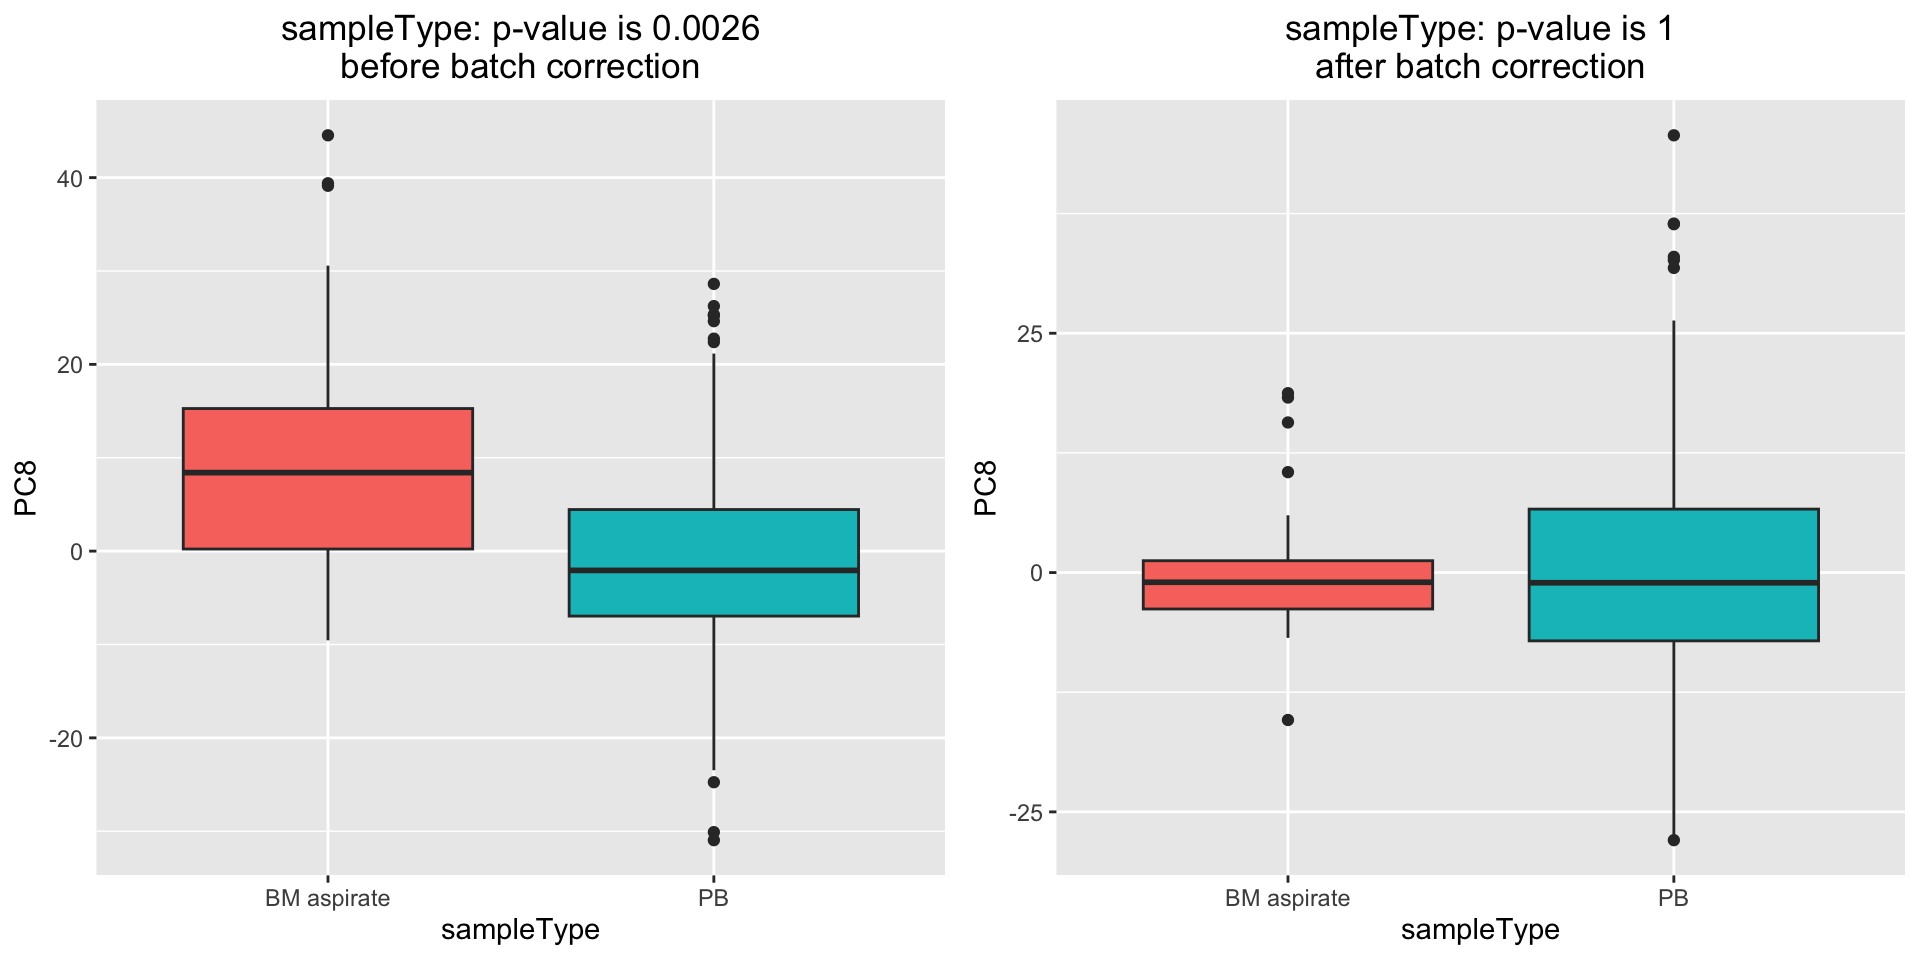 sampleType: p-value is 0.0026
before batch correction
40
20
0
-20
PC8
BM aspirate
PB
sampleType
sampleType: p-value is 1
after batch correction
25
0
-25
PC8
BM aspirate
PB
sampleType